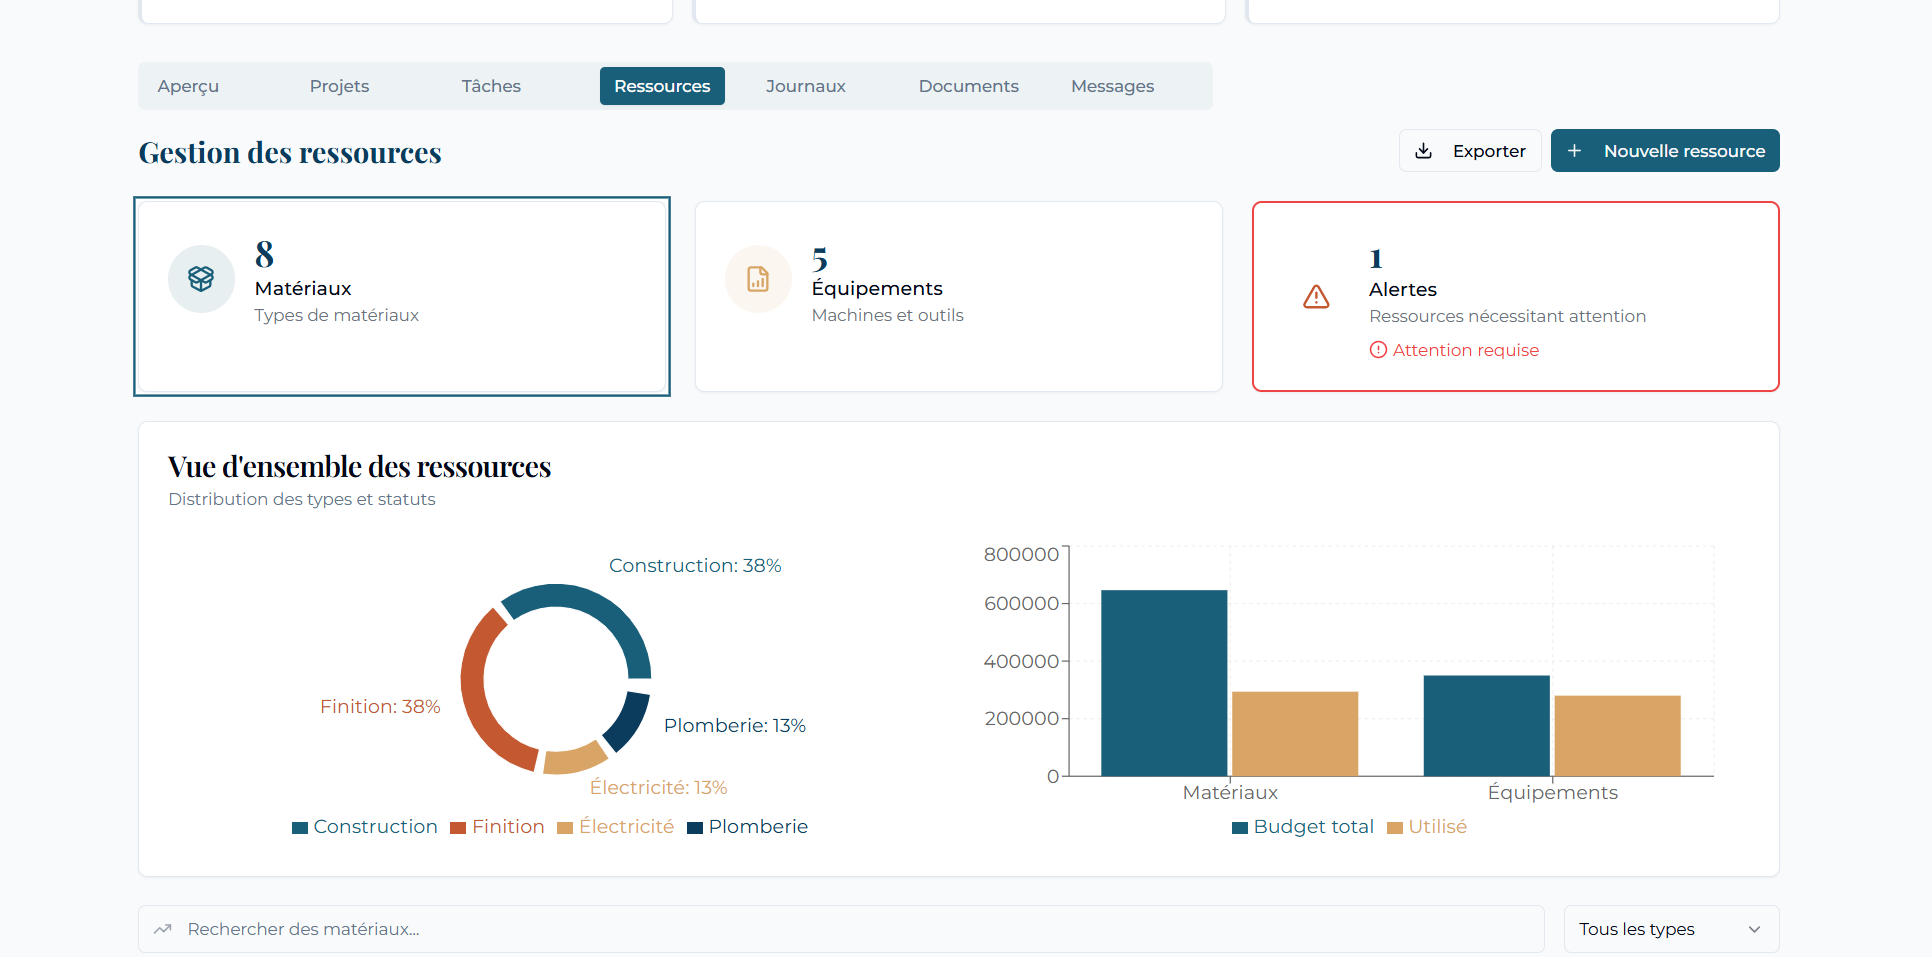 Aperçu
Projets
Tâches
Ressources
Journaux
Documents
Messages
Gestion des ressources
Exporter
Nouvelle ressource
8
Matériaux
Types de matériaux
5
Équipements
Machines et outils
1
Alertes
Ressources nécessitant attention
Attention requise
Vue d'ensemble des ressources
Distribution des types et statuts
Construction: 38%
Finition: 38%
Plomberie: 13%
Électricité: 13%
Construction
Finition
Électricité
Plomberie
800000
600000
400000
200000
0
Matériaux
Équipements
Budget total
Utilisé
Rechercher des matériaux...
Tous les types